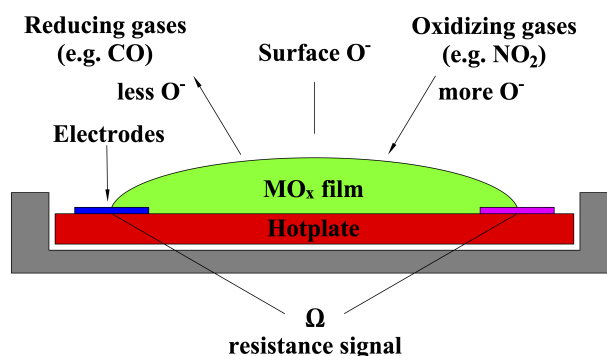 Reducing gases
(e.g. CO)
less O⁻
Surface O⁻
Oxidizing gases
(e.g. NO₂)
more O⁻
Electrodes
MOₓ film
Hotplate
Ω
resistance signal